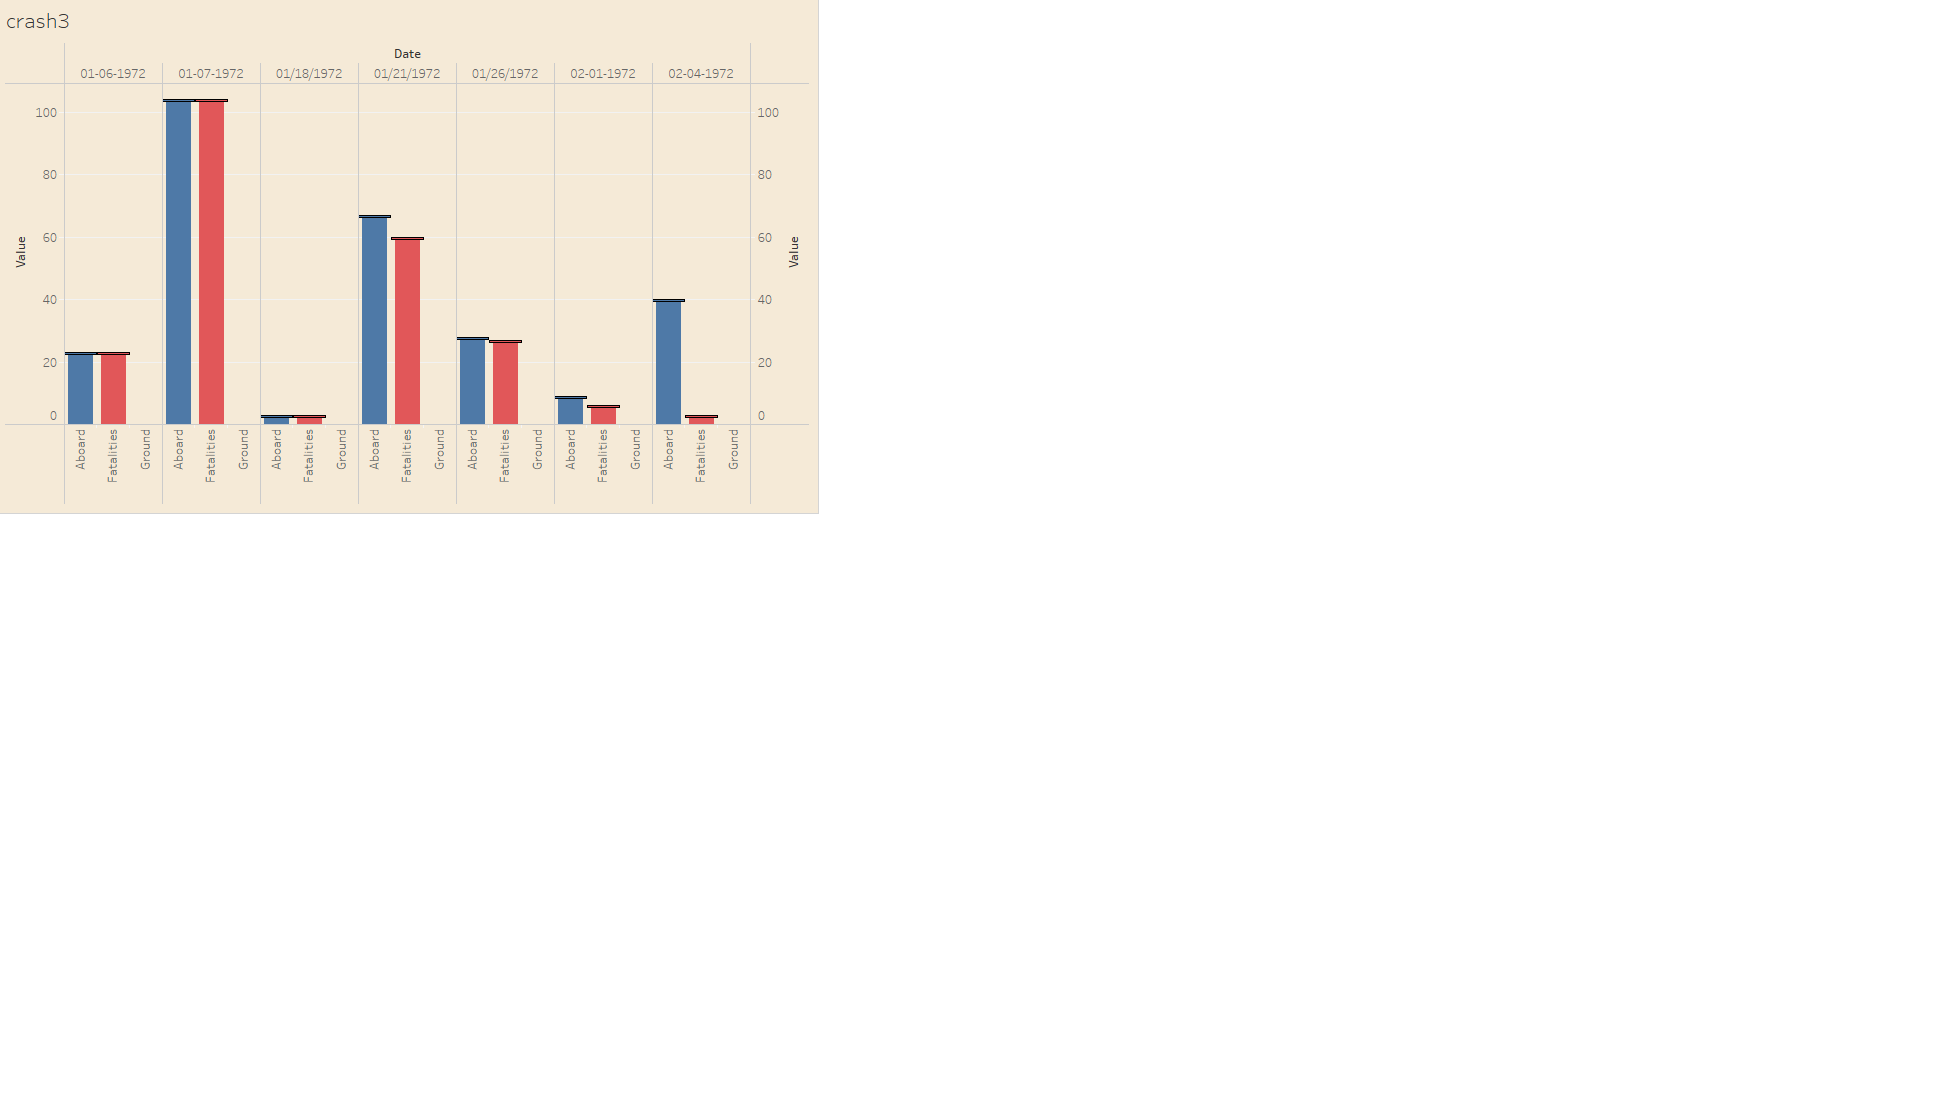 crash3
Date
01-06-1972 01-07-1972 01/18/1972 01/21/1972 01/26/1972 02-01-1972 02-04-1972
100 100
80 80
60 60
Value Value
40 40
20 20
0 0
Aboard Fatalities Ground Aboard Fatalities Ground Aboard Fatalities Ground Aboard Fatalities Ground Aboard Fatalities Ground Aboard Fatalities Ground Aboard Fatalities Ground